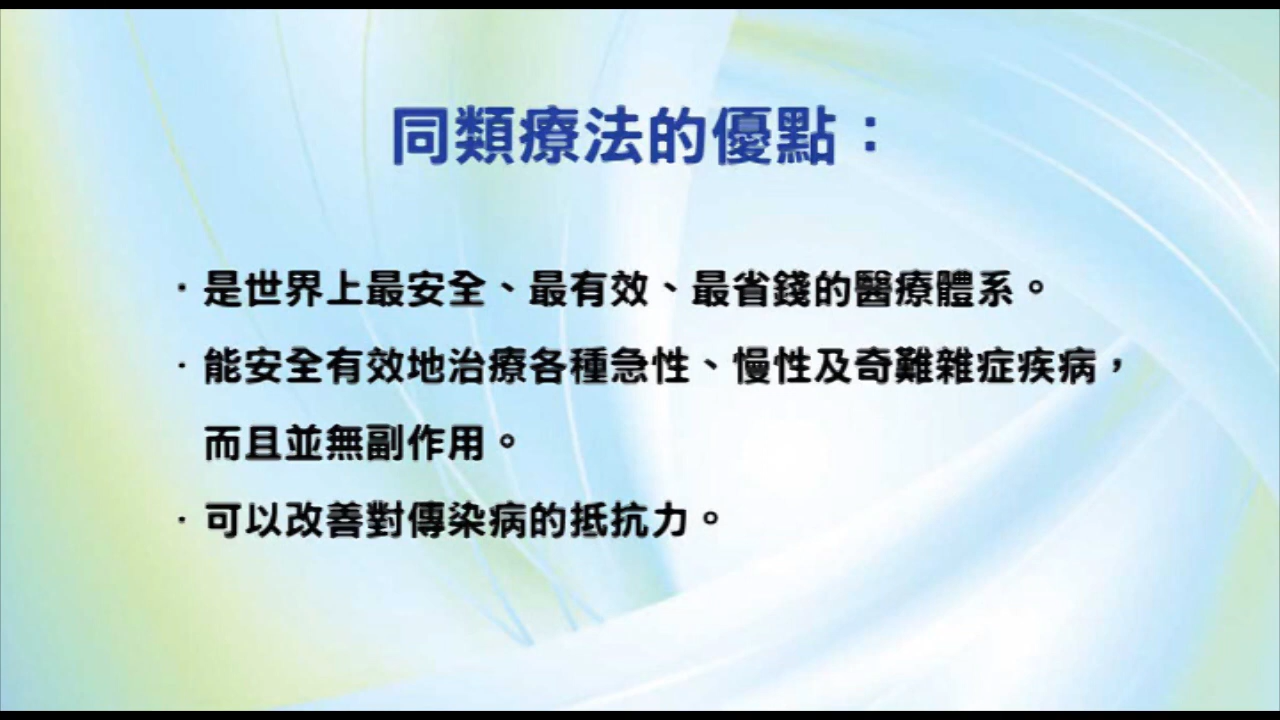 同類療法的優點：
· 是世界上最安全、最有效、最省錢的醫療體系。
· 能安全有效地治療各種急性、慢性及奇難雜症疾病，
而且並無副作用。
· 可以改善對傳染病的抵抗力。